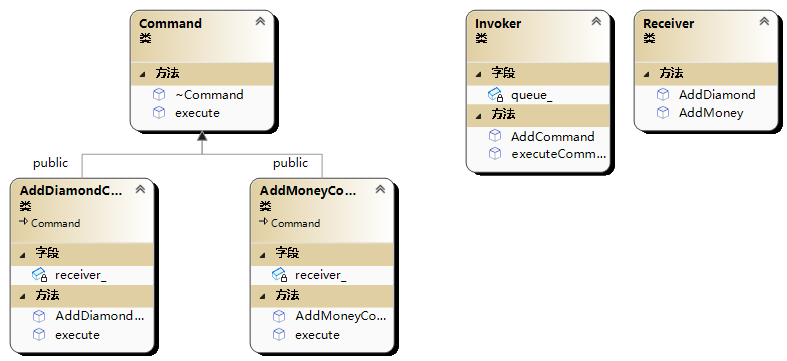 Command
类
方法
~Command
execute
Invoker
类
字段
queue_
方法
AddCommand
executeComm...
Receiver
类
方法
AddDiamond
AddMoney
public
public
AddDiamondC...
类
Command
字段
receiver_
方法
AddDiamond...
execute
AddMoneyCo...
类
Command
字段
receiver_
方法
AddMoneyCo...
execute